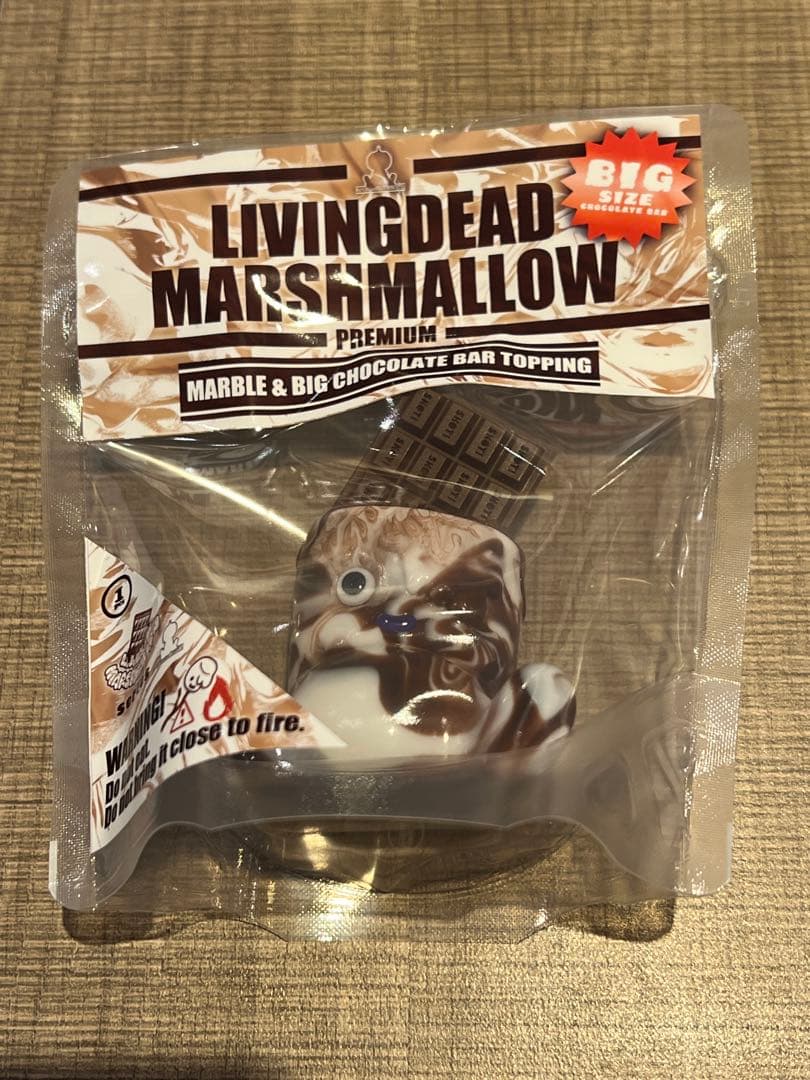 BIG
SIZE
CHOCOLATE BAR
LIVINGDEAD
MARSHMALLOW
PREMIUM
MARBLE & BIG CHOCOLATE BAR TOPPING
1
WARNING!
Do not eat.
Do not bring it close to fire.